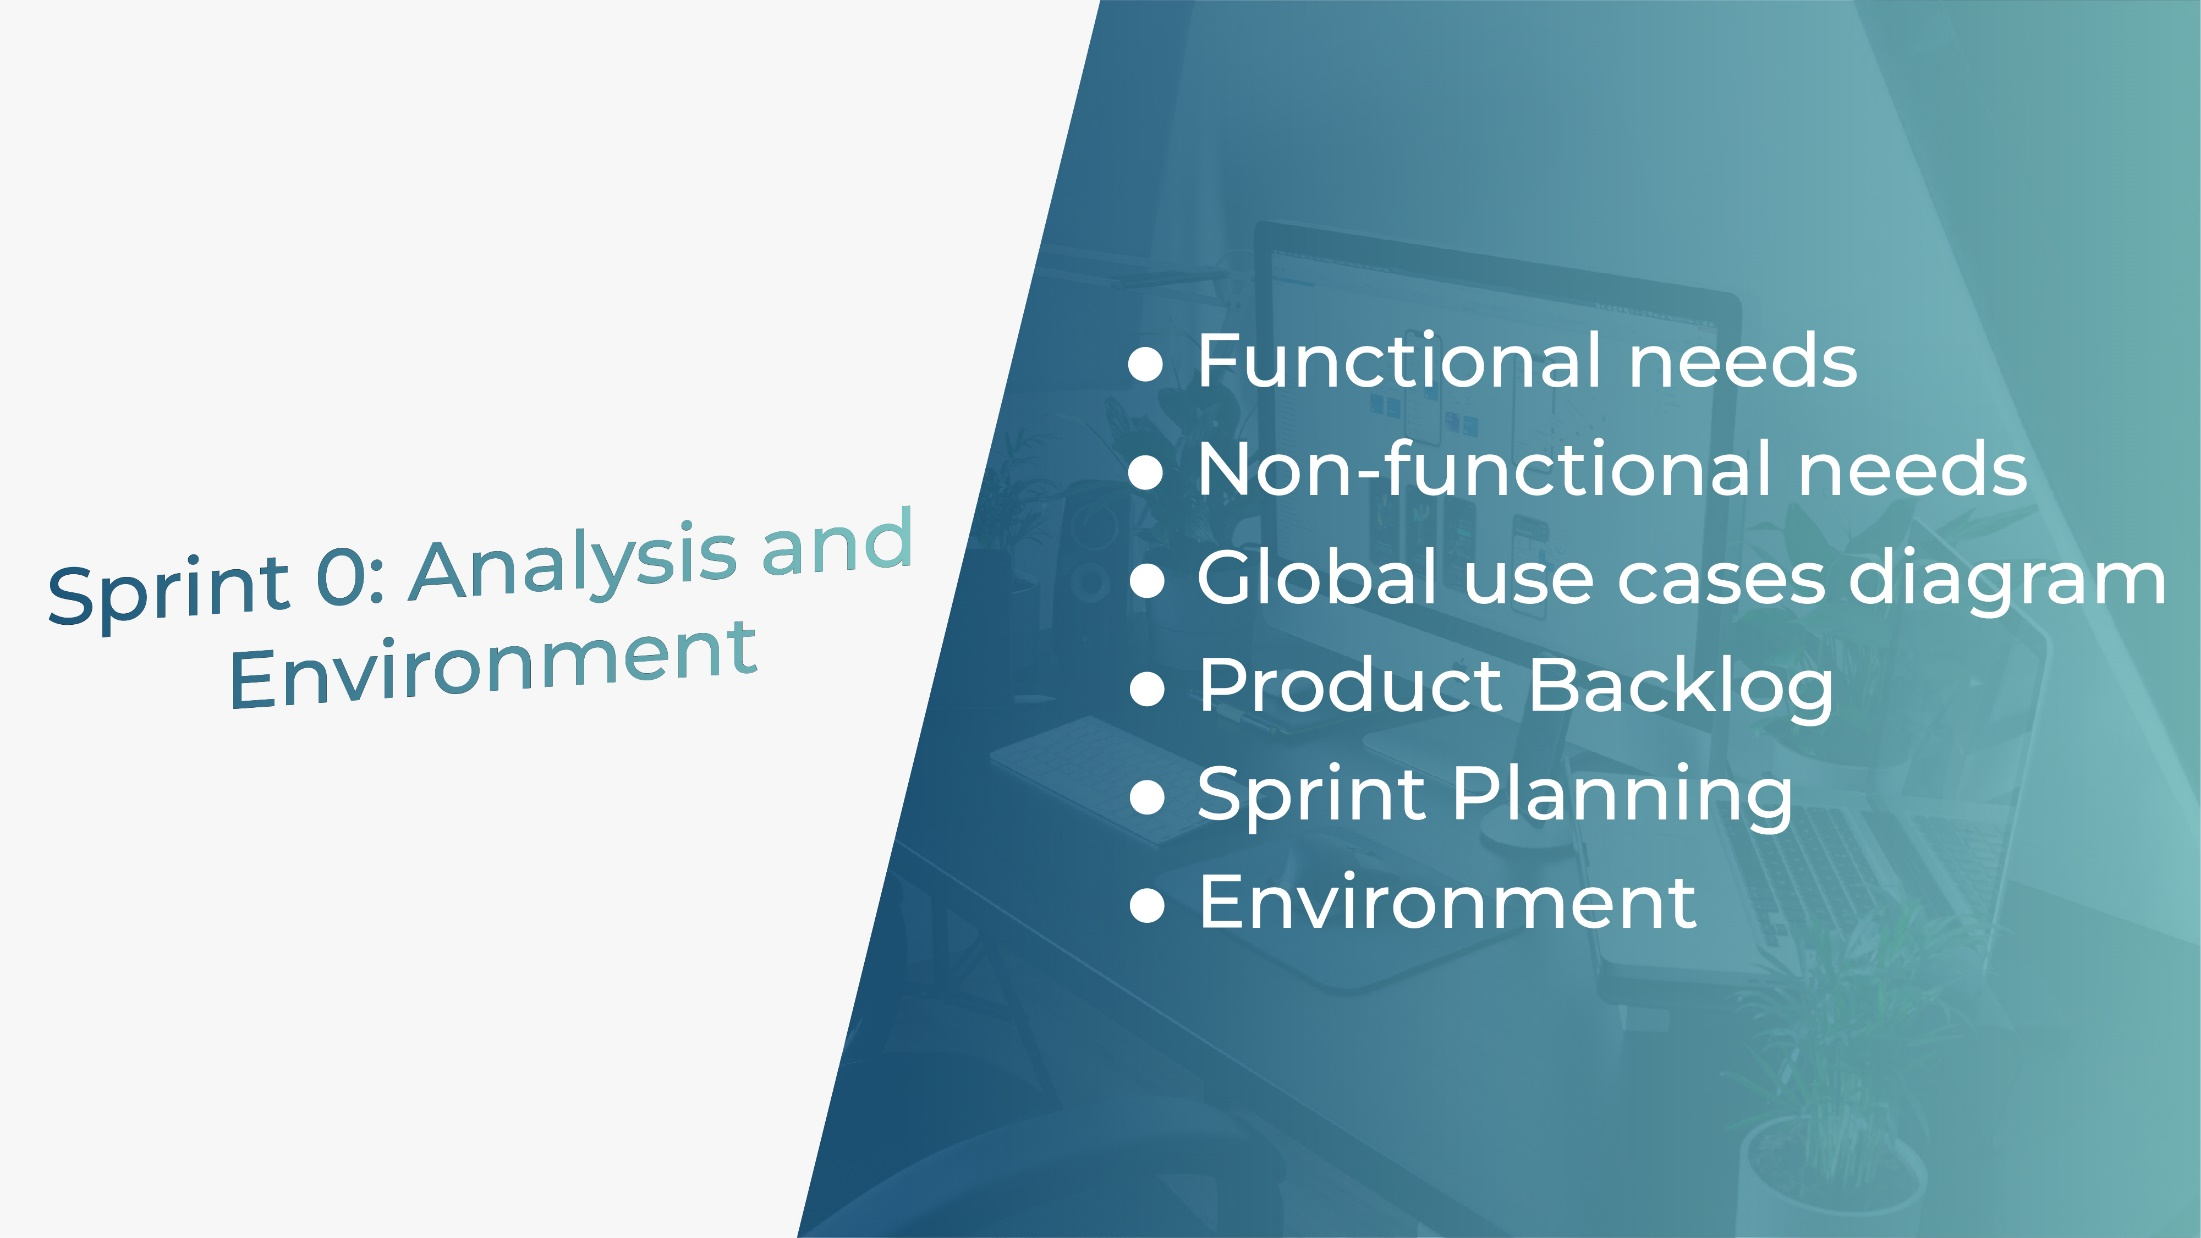 Sprint 0: Analysis and
Environment
● Functional needs
● Non-functional needs
● Global use cases diagram
● Product Backlog
● Sprint Planning
● Environment